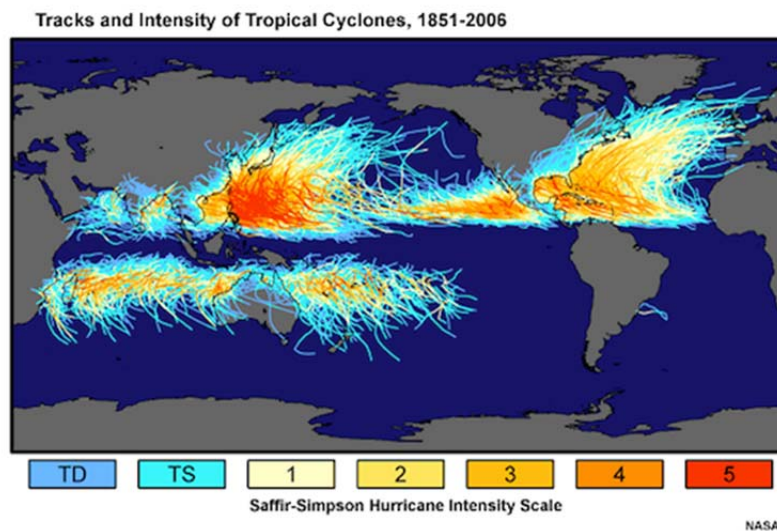 Tracks and Intensity of Tropical Cyclones, 1851-2006
TD TS 1 2 3 4 5
Saffir-Simpson Hurricane Intensity Scale
NASA